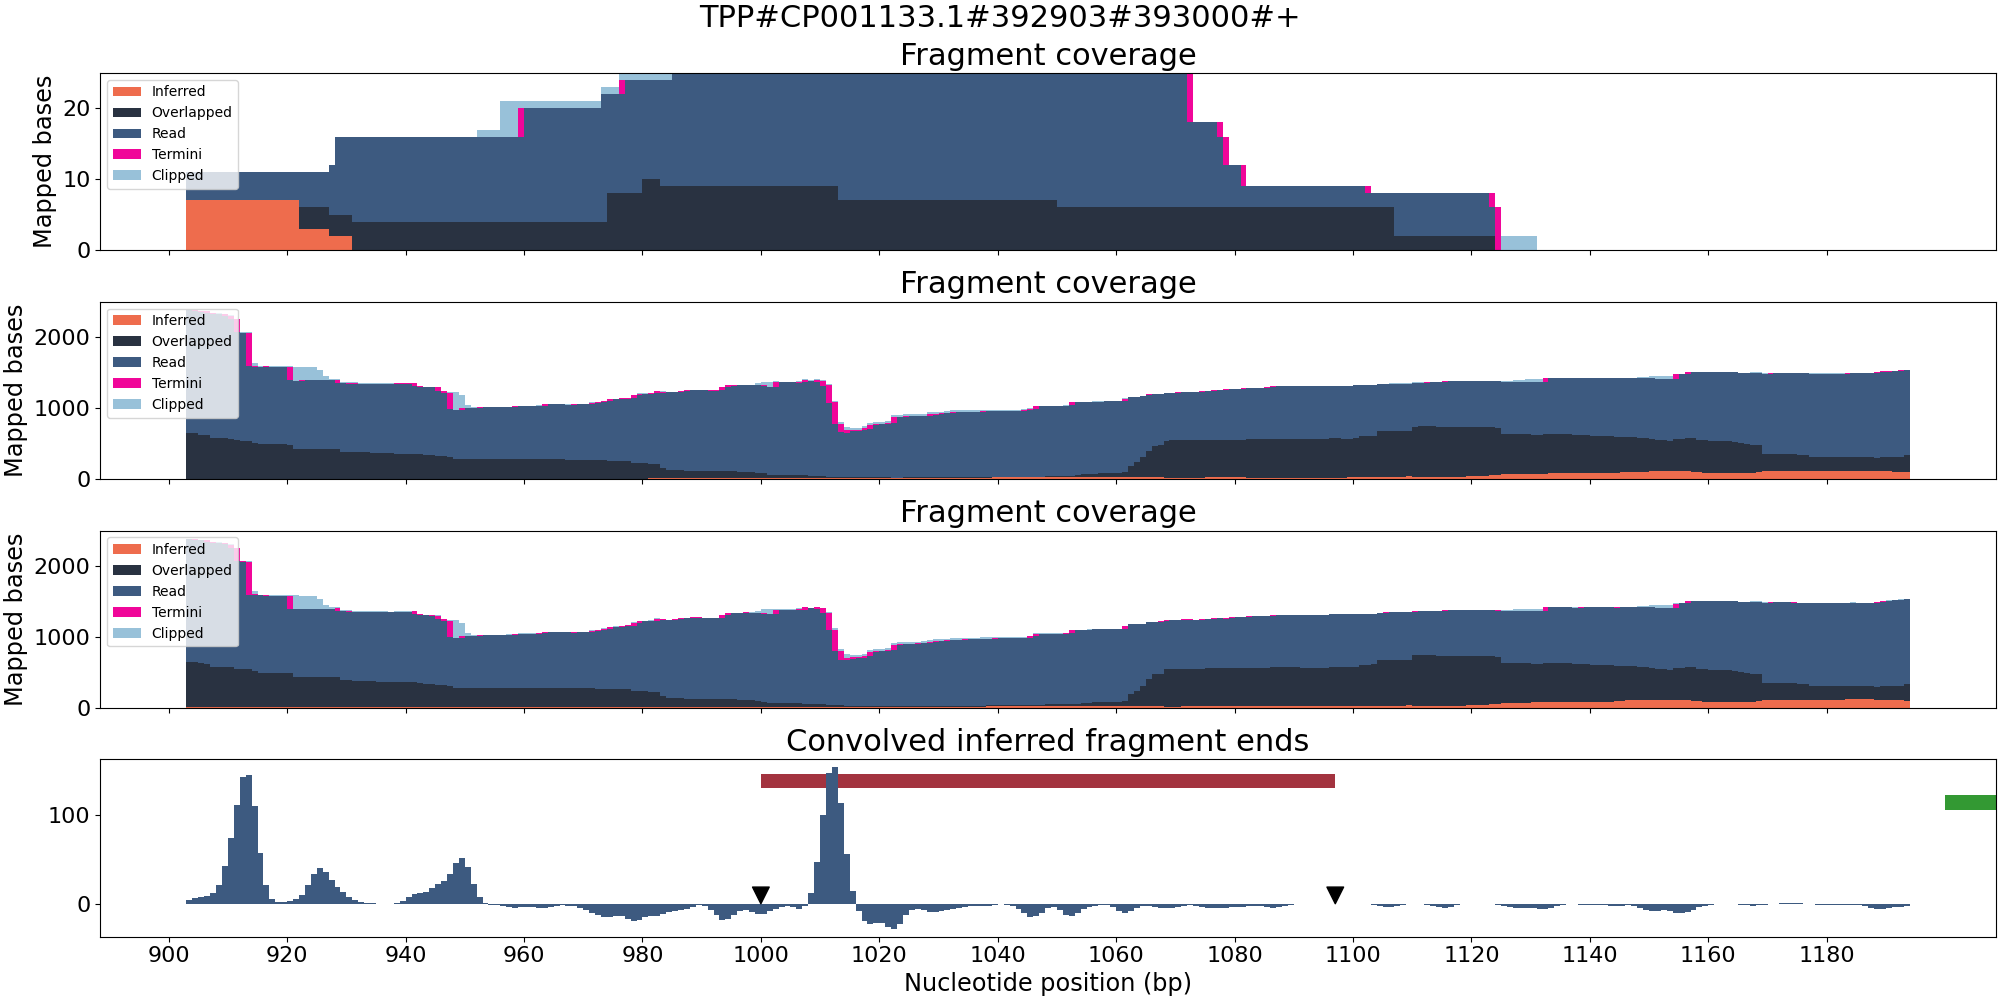 TPP#CP001133.1#392903#393000#+
Fragment coverage
Mapped bases
20
10
0
Inferred
Overlapped
Read
Termini
Clipped
Fragment coverage
Mapped bases
2000
1000
0
Inferred
Overlapped
Read
Termini
Clipped
Fragment coverage
Mapped bases
2000
1000
0
Inferred
Overlapped
Read
Termini
Clipped
Convolved inferred fragment ends
100
0
900 920 940 960 980 1000 1020 1040 1060 1080 1100 1120 1140 1160 1180
Nucleotide position (bp)